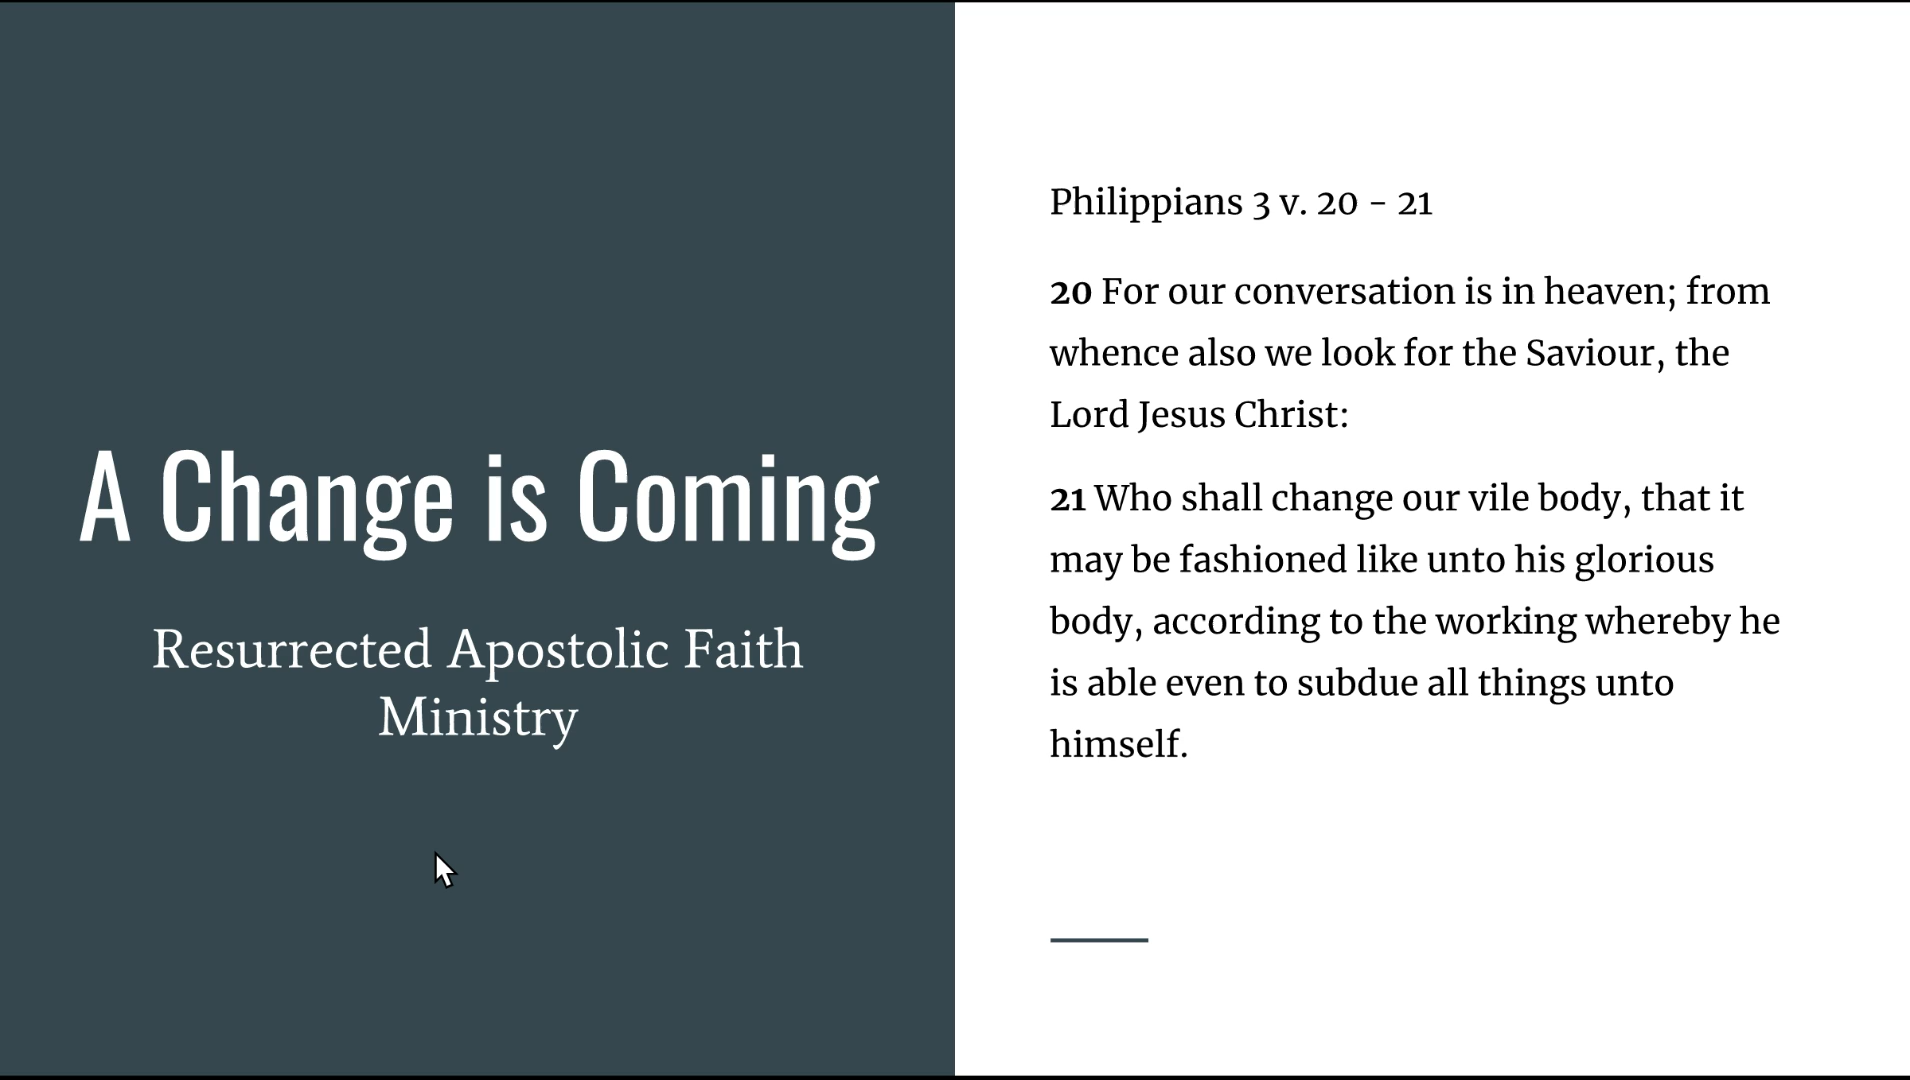 A Change is Coming
Resurrected Apostolic Faith
Ministry
Philippians 3 v. 20 - 21
20 For our conversation is in heaven; from
whence also we look for the Saviour, the
Lord Jesus Christ:
21 Who shall change our vile body, that it
may be fashioned like unto his glorious
body, according to the working whereby he
is able even to subdue all things unto
himself.